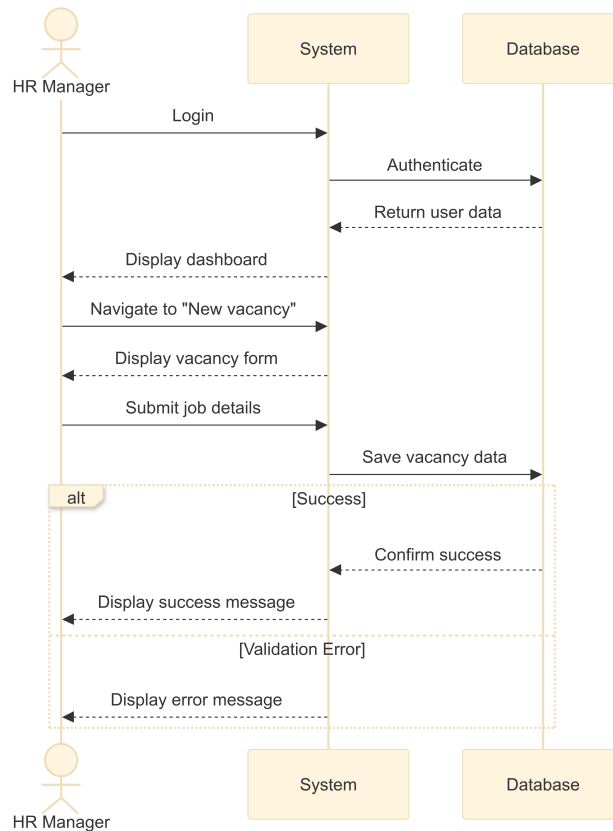 HR Manager
System
Database
Login
Authenticate
Return user data
Display dashboard
Navigate to "New vacancy"
Display vacancy form
Submit job details
Save vacancy data
alt
[Success]
Confirm success
Display success message
[Validation Error]
Display error message
HR Manager
System
Database